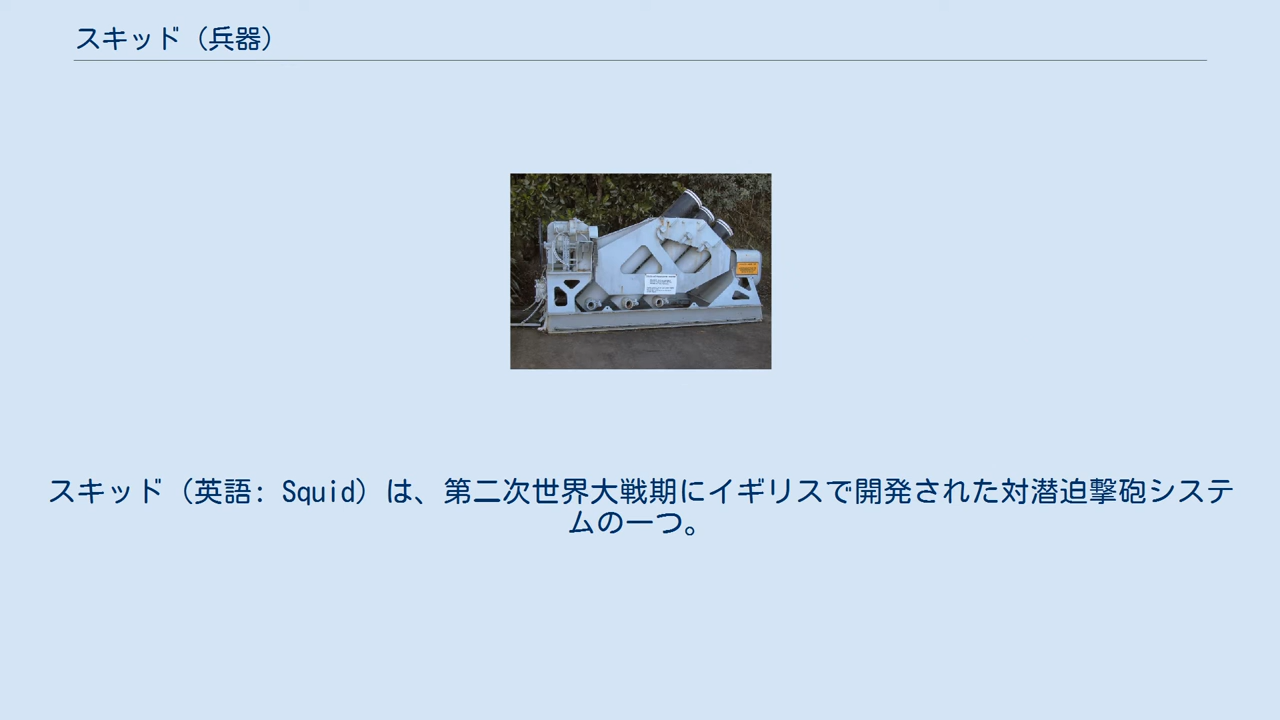 スキッド（兵器）
スキッド（英語: Squid）は、第二次世界大戦期にイギリスで開発された対潜迫撃砲システ
ムの一つ。